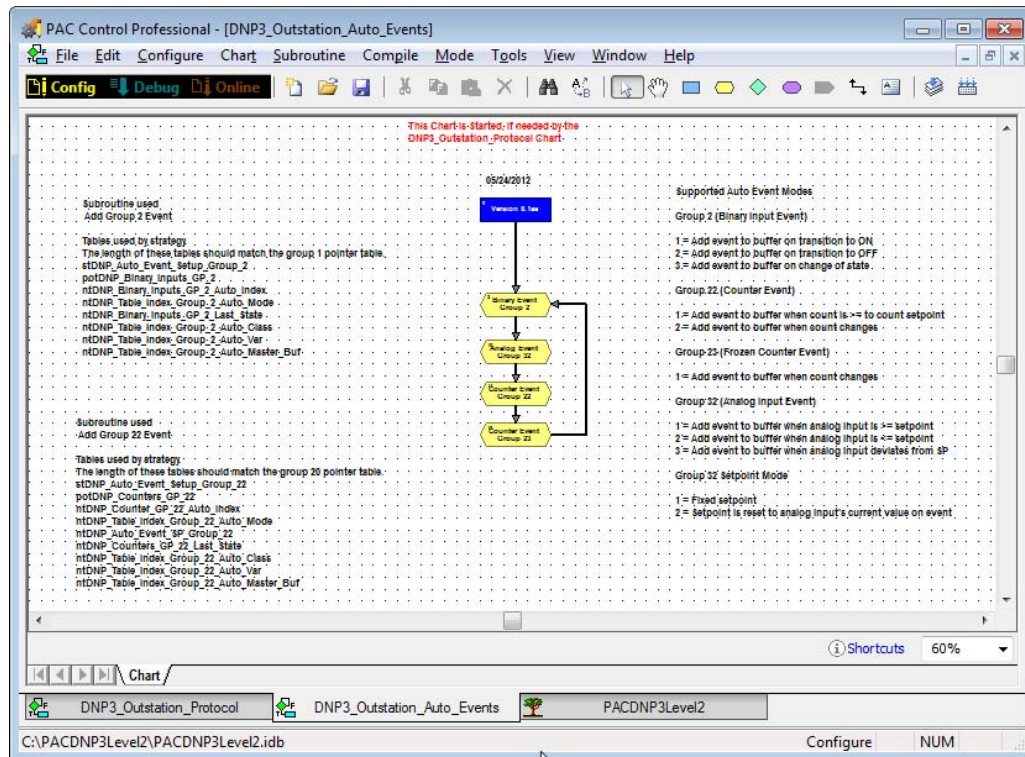 PAC Control Professional - [DNP3_Outstation_Auto_Events]
File Edit Configure Chart Subroutine Compile Mode Tools View Window Help
Config Debug Online
This Chart is Started, if needed by the
DNP3_Outstation_Protocol Chart
05/24/2012
Subroutine used
Add Group 2 Event
Tables used by strategy
The length of these tables should match the group 1 pointer table.
stDNP_Auto_Event_Setup_Group_2
potDNP_Binary_Inputs_GP_2
ntDNP_Binary_Inputs_GP_2_Auto_Index
ntDNP_Table_Index_Group_2_Auto_Mode
ntDNP_Binary_Inputs_GP_2_Last_State
ntDNP_Table_Index_Group_2_Auto_Class
ntDNP_Table_Index_Group_2_Auto_Var
ntDNP_Table_Index_Group_2_Auto_Master_Buf
Subroutine used
Add Group 22 Event
Tables used by strategy
The length of these tables should match the group 20 pointer table.
stDNP_Auto_Event_Setup_Group_22
potDNP_Counters_GP_22
ntDNP_Counter_GP_22_Auto_Index
ntDNP_Table_Index_Group_22_Auto_Mode
ntDNP_Auto_Event_SP_Group_22
ntDNP_Counters_GP_22_Last_State
ntDNP_Table_Index_Group_22_Auto_Class
ntDNP_Table_Index_Group_22_Auto_Var
ntDNP_Table_Index_Group_22_Auto_Master_Buf
Version
Binary Event
Group 2
Analog Event
Group 32
Counter Event
Group 22
Counter Event
Group 23
Supported Auto Event Modes
Group 2 (Binary Input Event)
1 = Add event to buffer on transition to ON
2 = Add event to buffer on transition to OFF
3 = Add event to buffer on change of state
Group 22 (Counter Event)
1 = Add event to buffer when count is >= to count setpoint
2 = Add event to buffer when count changes
Group 23 (Frozen Counter Event)
1 = Add event to buffer when count changes
Group 32 (Analog Input Event)
1 = Add event to buffer when analog input is >= setpoint
2 = Add event to buffer when analog input is <= setpoint
3 = Add event to buffer when analog input deviates from SP
Group 32 Setpoint Mode
1 = Fixed setpoint
2 = Setpoint is reset to analog input's current value on event
Shortcuts 60%
Chart
DNP3_Outstation_Protocol DNP3_Outstation_Auto_Events PACDNP3Level2
C:\PACDNP3Level2\PACDNP3Level2.idb Configure NUM